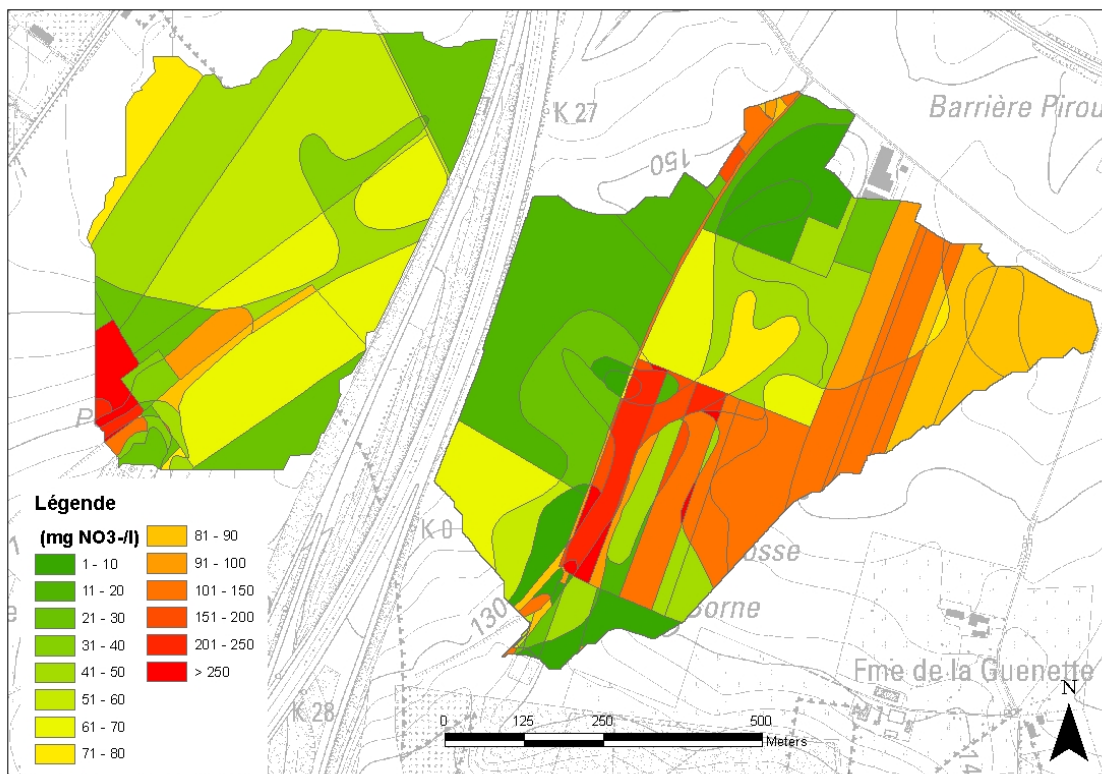 K 27
Barrière Pirou
150
Légende
(mg NO3-/l)
1 - 10
11 - 20
21 - 30
31 - 40
41 - 50
51 - 60
61 - 70
71 - 80
81 - 90
91 - 100
101 - 150
151 - 200
201 - 250
> 250
P
K 0
130
osse
Borne
Fme de la Guenette
K 28
0 125 250 500
Meters
N